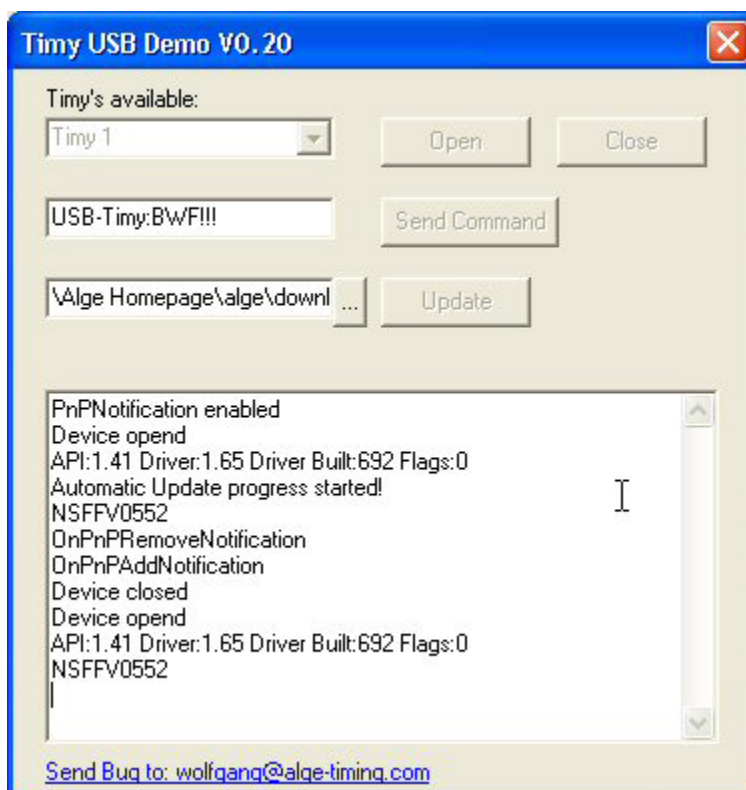 Timy USB Demo V0.20
Timy's available:
Timy 1
Open
Close
USB-Timy:BWF!!!
Send Command
\Alge Homepage\alge\downl
...
Update
PnPNotification enabled
Device opend
API:1.41 Driver:1.65 Driver Built:692 Flags:0
Automatic Update progress started!
NSFFV0552
OnPnPRemoveNotification
OnPnPAddNotification
Device closed
Device opend
API:1.41 Driver:1.65 Driver Built:692 Flags:0
NSFFV0552
Send Bug to: wolfgang@alge-timing.com